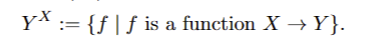 Y^X := {f | f is a function X → Y}.